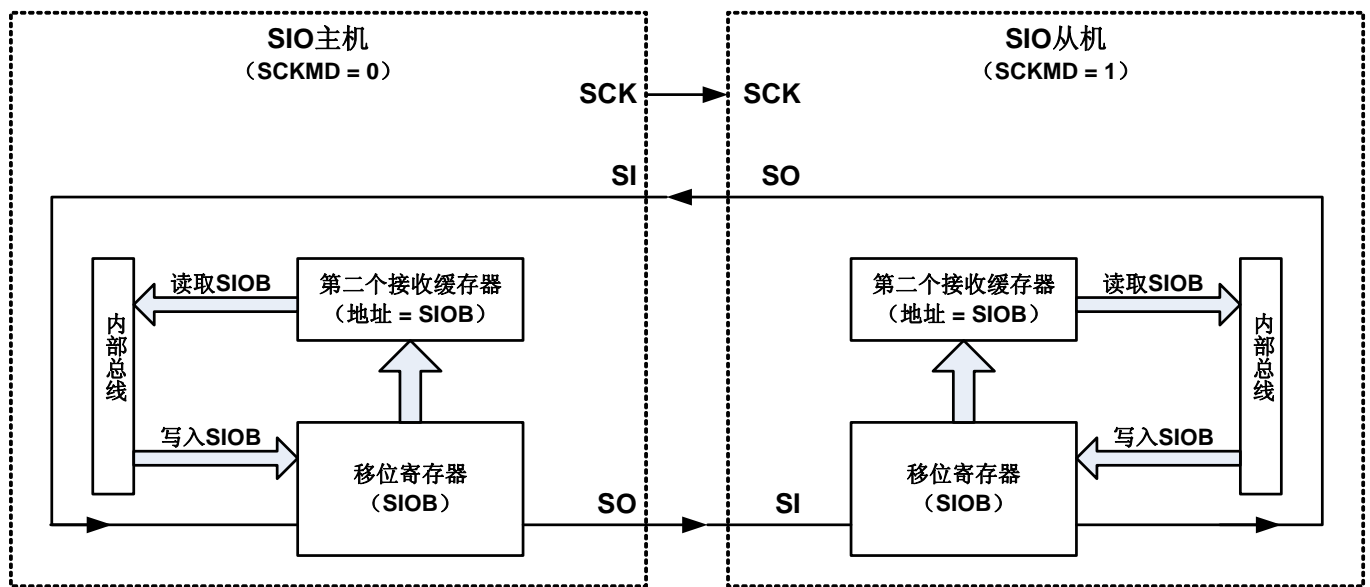 SIO主机
（SCKMD = 0）
SIO从机
（SCKMD = 1）
SCK
SCK
SI
SO
读取SIOB
第二个接收缓存器
（地址 = SIOB）
内部总线
写入SIOB
移位寄存器
（SIOB）
SO
第二个接收缓存器
（地址 = SIOB）
读取SIOB
内部总线
写入SIOB
移位寄存器
（SIOB）
SI